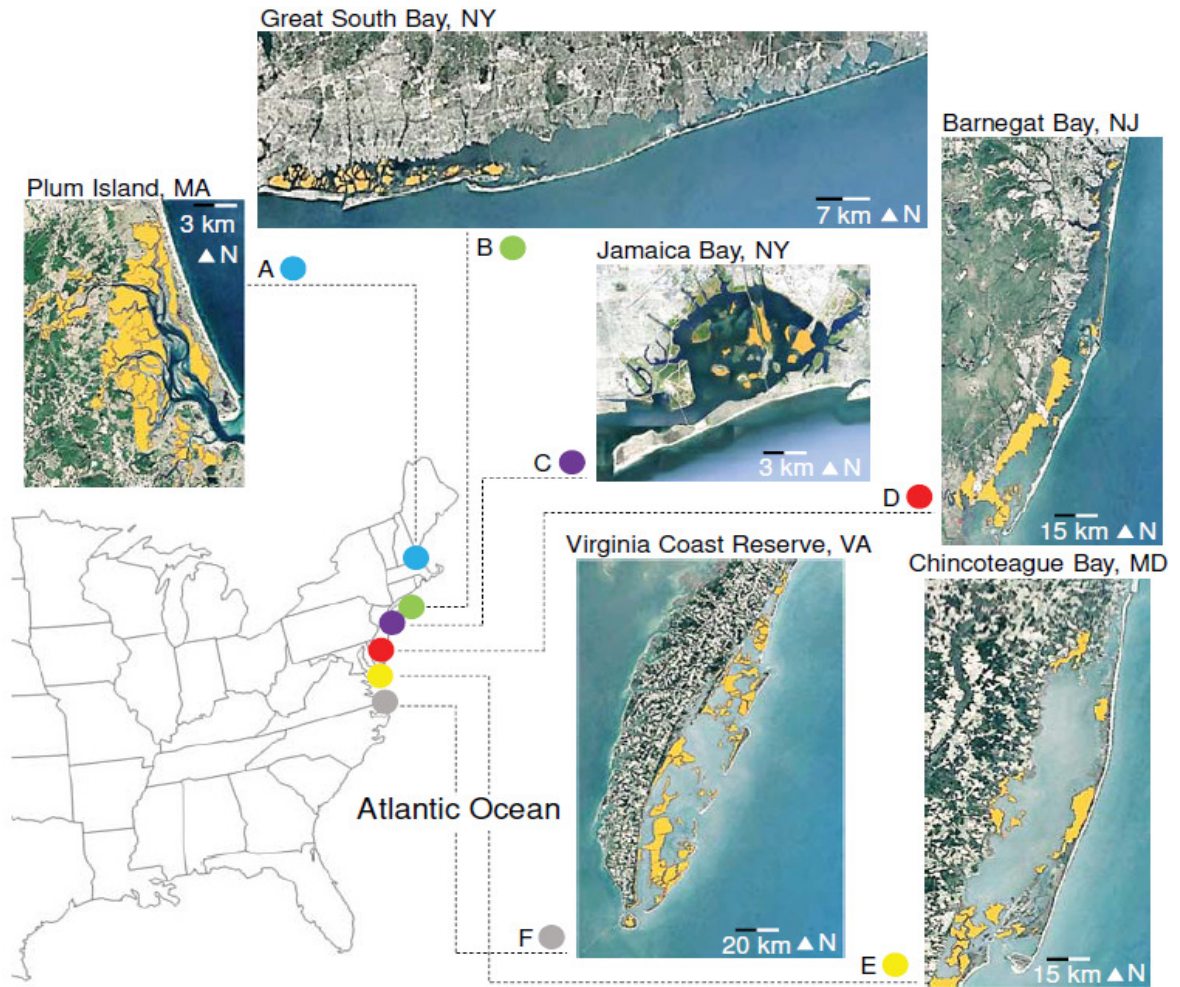 Great South Bay, NY
7 km N
Barnegat Bay, NJ
15 km N
Plum Island, MA
3 km
N
A
B
Jamaica Bay, NY
3 km N
C
D
Virginia Coast Reserve, VA
20 km N
Chincoteague Bay, MD
15 km N
Atlantic Ocean
F
E